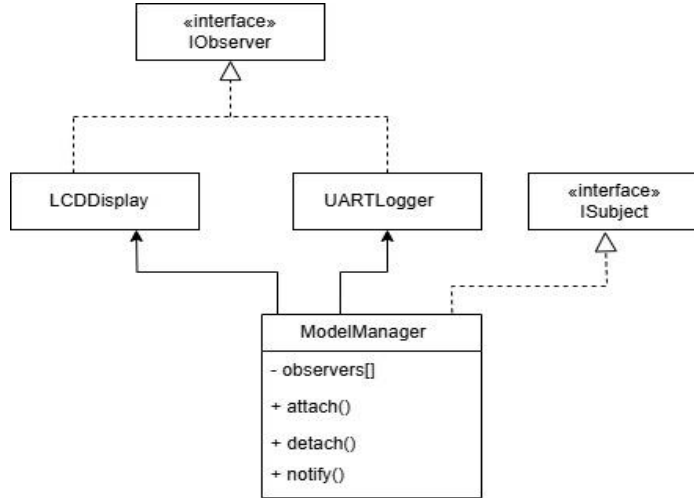 «interface»
IObserver
LCDDisplay
UARTLogger
«interface»
ISubject
ModelManager
- observers[]
+ attach()
+ detach()
+ notify()